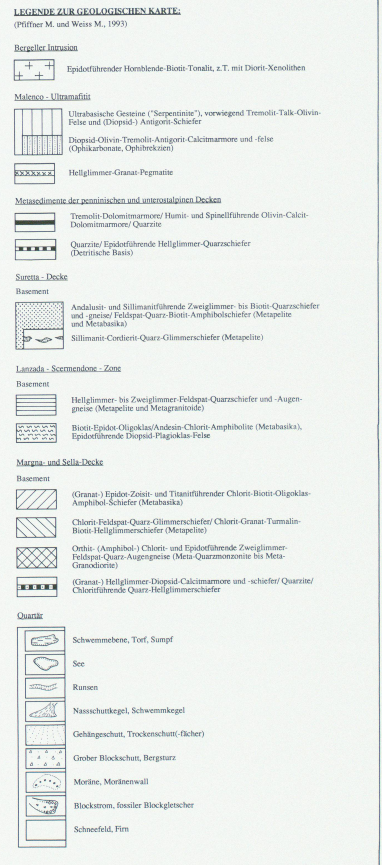 LEGENDE ZUR GEOLOGISCHEN KARTE:
(Pfiffner M. und Weiss M., 1993)
Bergeller Intrusion
Epidotführender Hornblende-Biotit-Tonalit, z.T. mit Diorit-Xenolithen
Malenco - Ultramafitit
Ultrabasische Gesteine ("Serpentinite"), vorwiegend Tremolit-Talk-Olivin-
Felse und (Diopsid-) Antigorit-Schiefer
Diopsid-Olivin-Tremolit-Antigorit-Calcitmarmore und -felse
(Ophikarbonate, Ophibrekzien)
Hellglimmer-Granat-Pegmatite
Metasedimente der penninischen und unterostalpinen Decken
Tremolit-Dolomitmarmore/ Humit- und Spinellführende Olivin-Calcit-
Dolomitmarmore/ Quarzite
Quarzite/ Epidotführende Hellglimmer-Quarzschiefer
(Detritische Basis)
Suretta - Decke
Basement
Andalusit- und Sillimanitführende Zweiglimmer- bis Biotit-Quarzschiefer
und -gneise/ Feldspat-Quarz-Biotit-Amphibolschiefer (Metapelite
und Metabasika)
Sillimanit-Cordierit-Quarz-Glimmerschiefer (Metapelite)
Lanzada - Scermendone - Zone
Basement
Hellglimmer- bis Zweiglimmer-Feldspat-Quarzschiefer und -Augen-
gneise (Metapelite und Metagranitoide)
Biotit-Epidot-Oligoklas/Andesin-Chlorit-Amphibolite (Metabasika),
Epidotführende Diopsid-Plagioklas-Felse
Margna- und Sella-Decke
Basement
(Granat-) Epidot-Zoisit- und Titanitführender Chlorit-Biotit-Oligoklas-
Amphibol-Schiefer (Metabasika)
Chlorit-Feldspat-Quarz-Glimmerschiefer/ Chlorit-Granat-Turmalin-
Biotit-Hellglimmerschiefer (Metapelite)
Orthit- (Amphibol-) Chlorit- und Epidotführende Zweiglimmer-
Feldspat-Quarz-Augengneise (Meta-Quarzmonzonite bis Meta-
Granodiorite)
(Granat-) Hellglimmer-Diopsid-Calcitmarmore und -schiefer/ Quarzite/
Chloritführende Quarz-Hellglimmerschiefer
Quartär
Schwemmebene, Torf, Sumpf
See
Runsen
Nassschuttkegel, Schwemmkegel
Gehängeschutt, Trockenschutt(-fächer)
Grober Blockschutt, Bergsturz
Moräne, Moränenwall
Blockstrom, fossiler Blockgletscher
Schneefeld, Firn